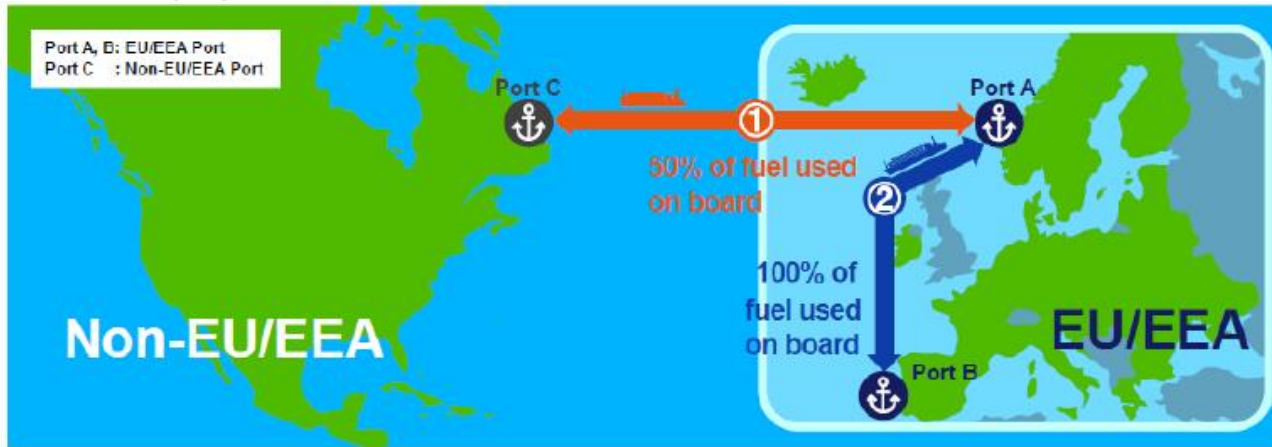 Port A, B: EU/EEA Port
Port C : Non-EU/EEA Port
Port C
Port A
1
50% of fuel used
on board
2
100% of
fuel used
on board
Non-EU/EEA
EU/EEA
Port B